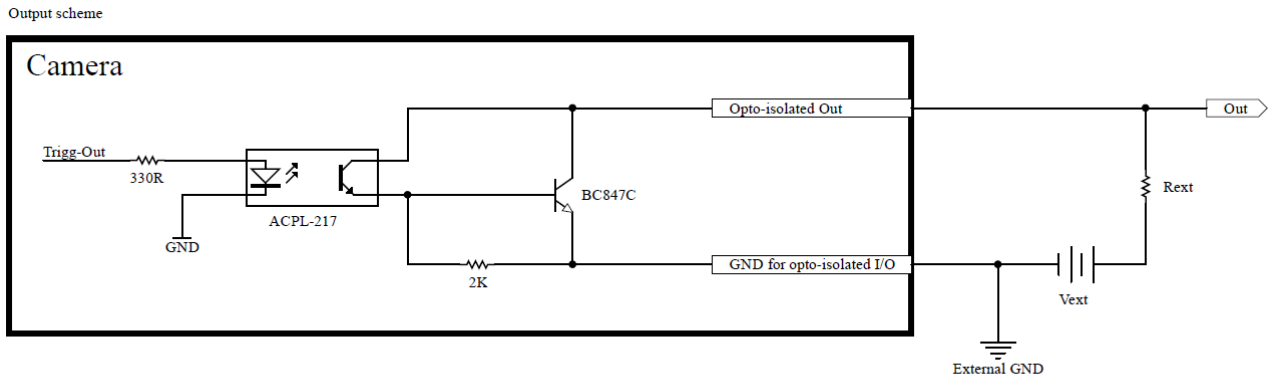 Output scheme
Camera
Opto-isolated Out
Out
Trigg-Out
330R
BC847C
Rext
ACPL-217
GND
GND for opto-isolated I/O
2K
Vext
External GND